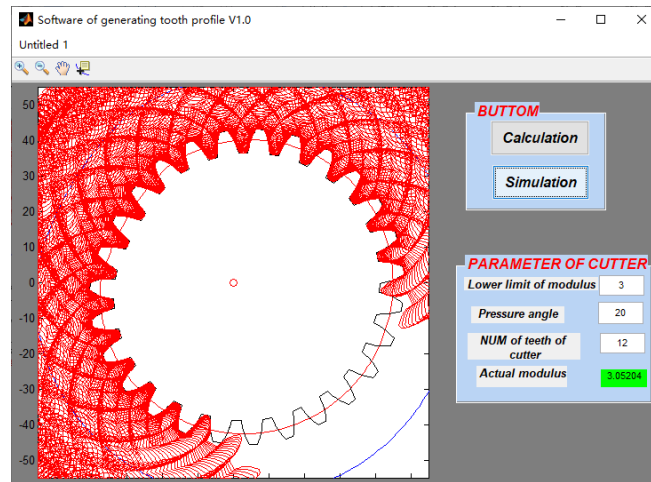 Software of generating tooth profile V1.0
Untitled 1
50
40
30
20
10
0
-10
-20
-30
-40
-50
BUTTOM
Calculation
Simulation
PARAMETER OF CUTTER
Lower limit of modulus 3
Pressure angle 20
NUM of teeth of
cutter 12
Actual modulus 3.05204